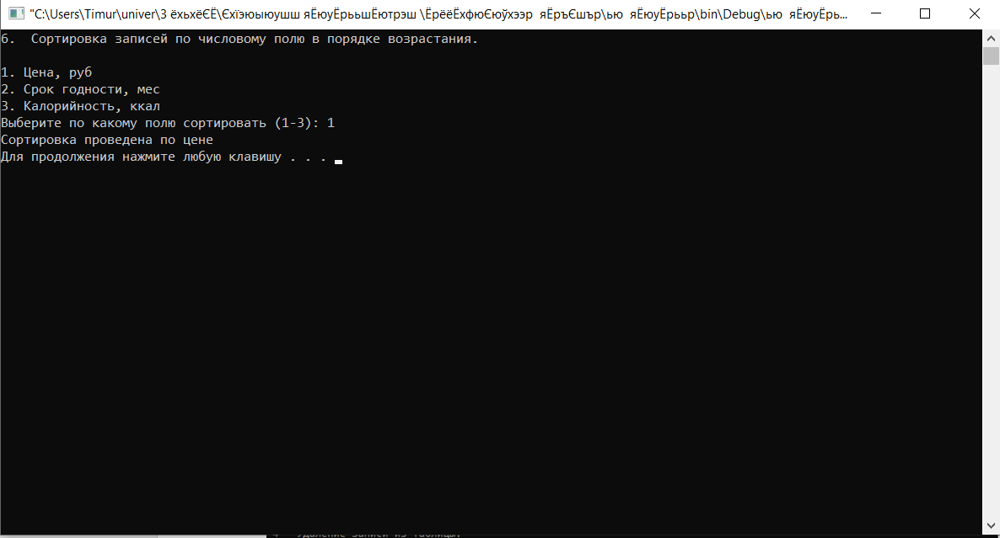 "C:\Users\Timur\univer\3 ёхьхёЄЁ\Єхїэюыюушш яЁюуЁрььшЁютрэш \ЁрёёЁхфюЄюўхээр  яЁръЄшър\ью  яЁюуЁрььр\bin\Debug\ью  яЁюуЁрь...
6.  Сортировка записей по числовому полю в порядке возрастания.
1. Цена, руб
2. Срок годности, мес
3. Калорийность, ккал
Выберите по какому полю сортировать (1-3): 1
Сортировка проведена по цене
Для продолжения нажмите любую клавишу . . .
4   Удаление записи из таблицы.